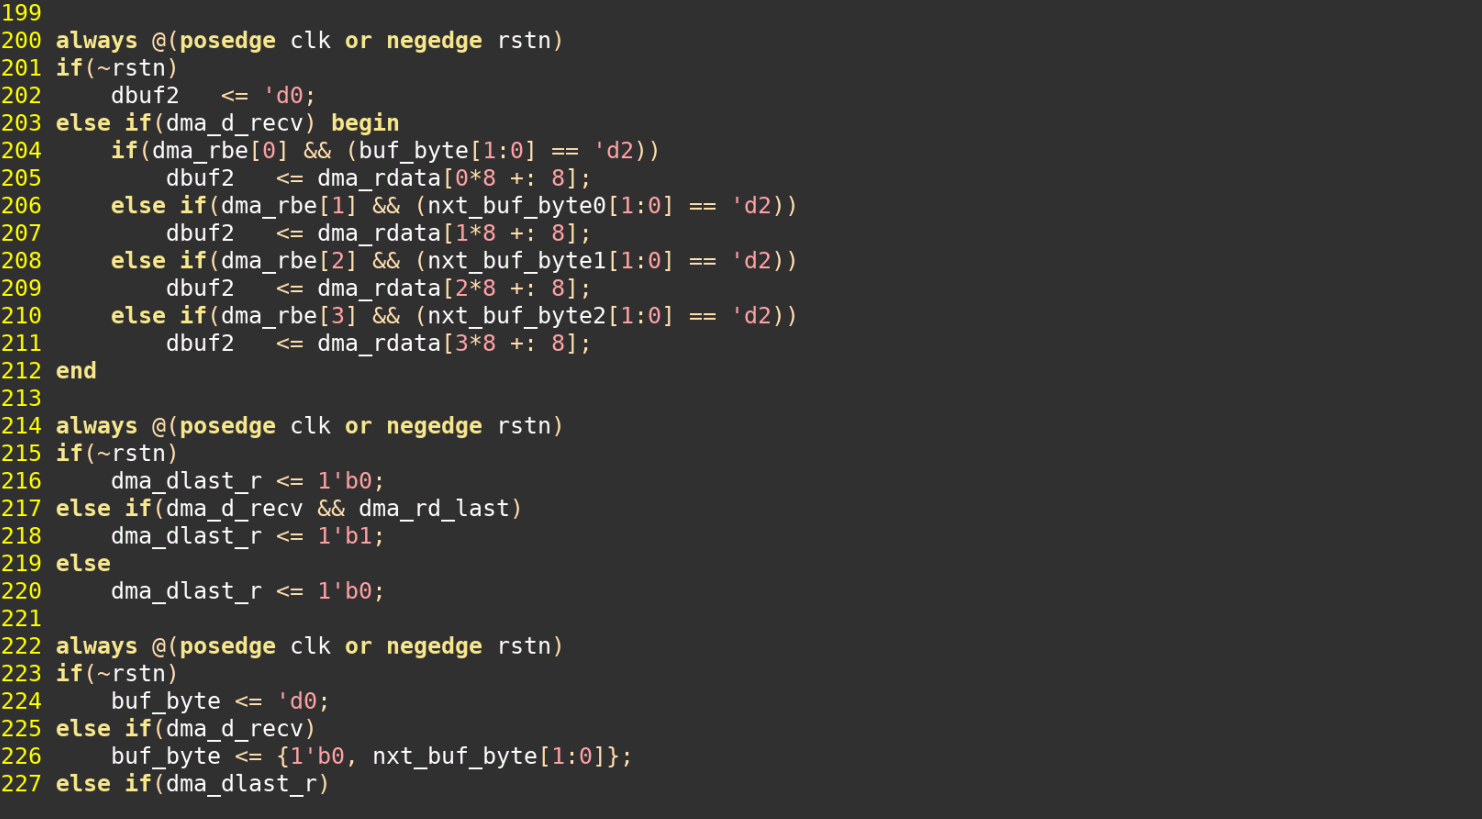 199
200 always @(posedge clk or negedge rstn)
201 if(~rstn)
202     dbuf2   <= 'd0;
203 else if(dma_d_recv) begin
204     if(dma_rbe[0] && (buf_byte[1:0] == 'd2))
205         dbuf2   <= dma_rdata[0*8 +: 8];
206     else if(dma_rbe[1] && (nxt_buf_byte0[1:0] == 'd2))
207         dbuf2   <= dma_rdata[1*8 +: 8];
208     else if(dma_rbe[2] && (nxt_buf_byte1[1:0] == 'd2))
209         dbuf2   <= dma_rdata[2*8 +: 8];
210     else if(dma_rbe[3] && (nxt_buf_byte2[1:0] == 'd2))
211         dbuf2   <= dma_rdata[3*8 +: 8];
212 end
213
214 always @(posedge clk or negedge rstn)
215 if(~rstn)
216     dma_dlast_r <= 1'b0;
217 else if(dma_d_recv && dma_rd_last)
218     dma_dlast_r <= 1'b1;
219 else
220     dma_dlast_r <= 1'b0;
221
222 always @(posedge clk or negedge rstn)
223 if(~rstn)
224     buf_byte <= 'd0;
225 else if(dma_d_recv)
226     buf_byte <= {1'b0, nxt_buf_byte[1:0]};
227 else if(dma_dlast_r)